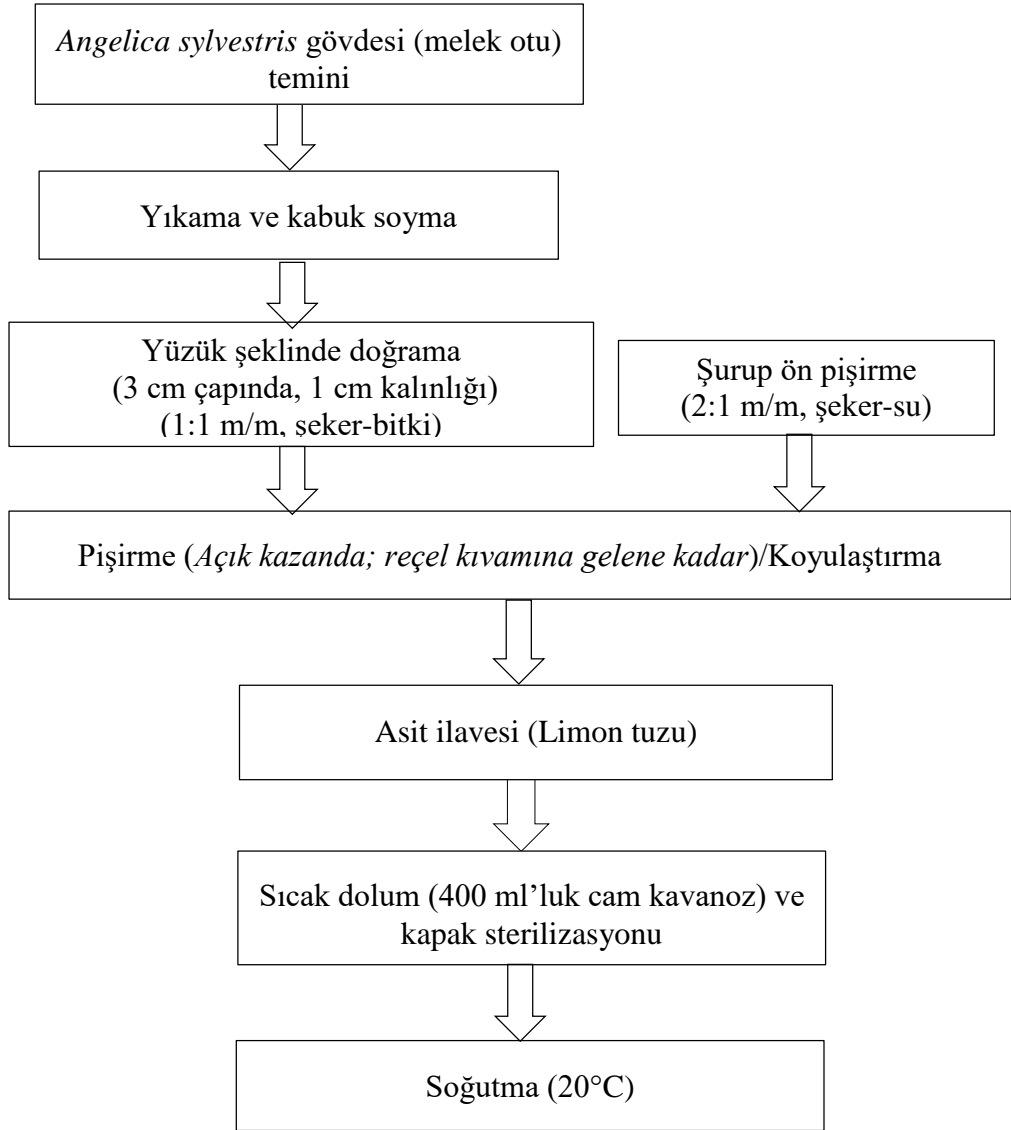 Angelica sylvestris gövdesi (melek otu)
temini
Yıkama ve kabuk soyma
Yüzük şeklinde doğrama
(3 cm çapında, 1 cm kalınlığı)
(1:1 m/m, şeker-bitki)
Şurup ön pişirme
(2:1 m/m, şeker-su)
Pişirme (Açık kazanda; reçel kıvamına gelene kadar)/Koyulaştırma
Asit ilavesi (Limon tuzu)
Sıcak dolum (400 ml’luk cam kavanoz) ve
kapak sterilizasyonu
Soğutma (20°C)